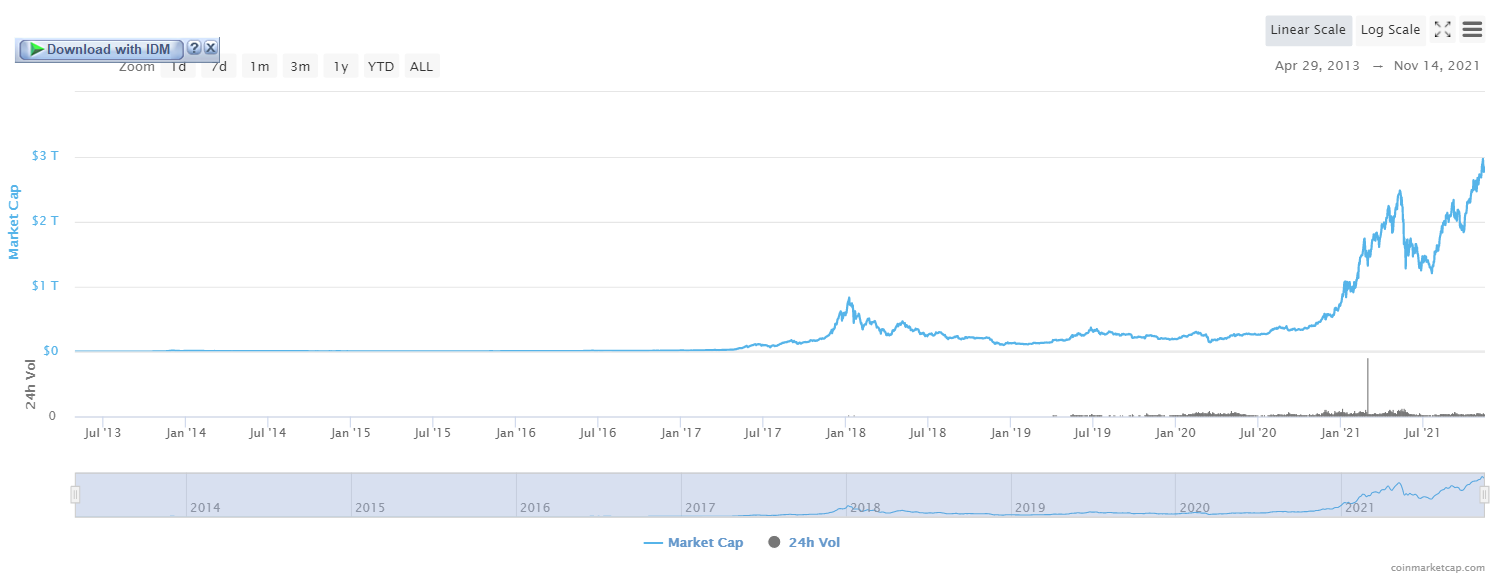 Linear Scale Log Scale
Download with IDM ? X
Zoom 1d 7d 1m 3m 1y YTD ALL
Apr 29, 2013 → Nov 14, 2021
$3 T
$2 T
$1 T
$0
Market Cap
24h Vol
0
Jul '13 Jan '14 Jul '14 Jan '15 Jul '15 Jan '16 Jul '16 Jan '17 Jul '17 Jan '18 Jul '18 Jan '19 Jul '19 Jan '20 Jul '20 Jan '21 Jul '21
2014 2015 2016 2017 2018 2019 2020 2021
Market Cap 24h Vol
coinmarketcap.com